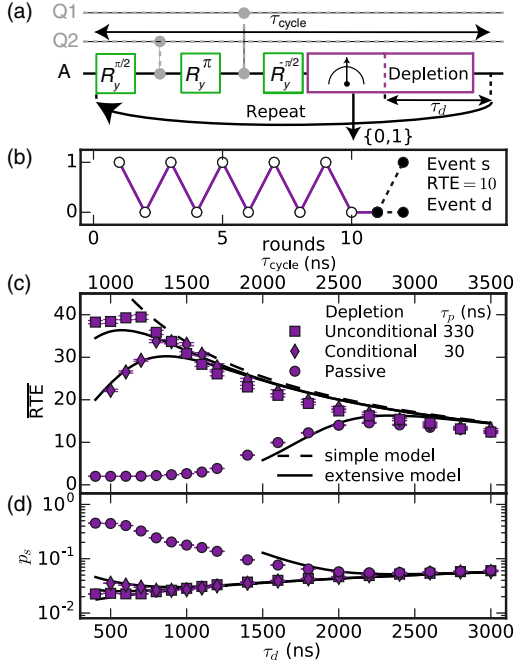 (a)
Q1
Q2
A
τcycle
Ry^π/2
Ry^π
Ry^-π/2
Depletion
Repeat
τd
{0,1}
(b)
1
0
Event s
RTE = 10
Event d
0 5 10
rounds
τcycle (ns)
1000 1500 2000 2500 3000 3500
(c)
40
30
20
10
0
RTE
Depletion τp (ns)
Unconditional 330
Conditional 30
Passive
simple model
extensive model
(d)
10^0
10^-1
10^-2
ps
500 1000 1500 2000 2500 3000
τd (ns)